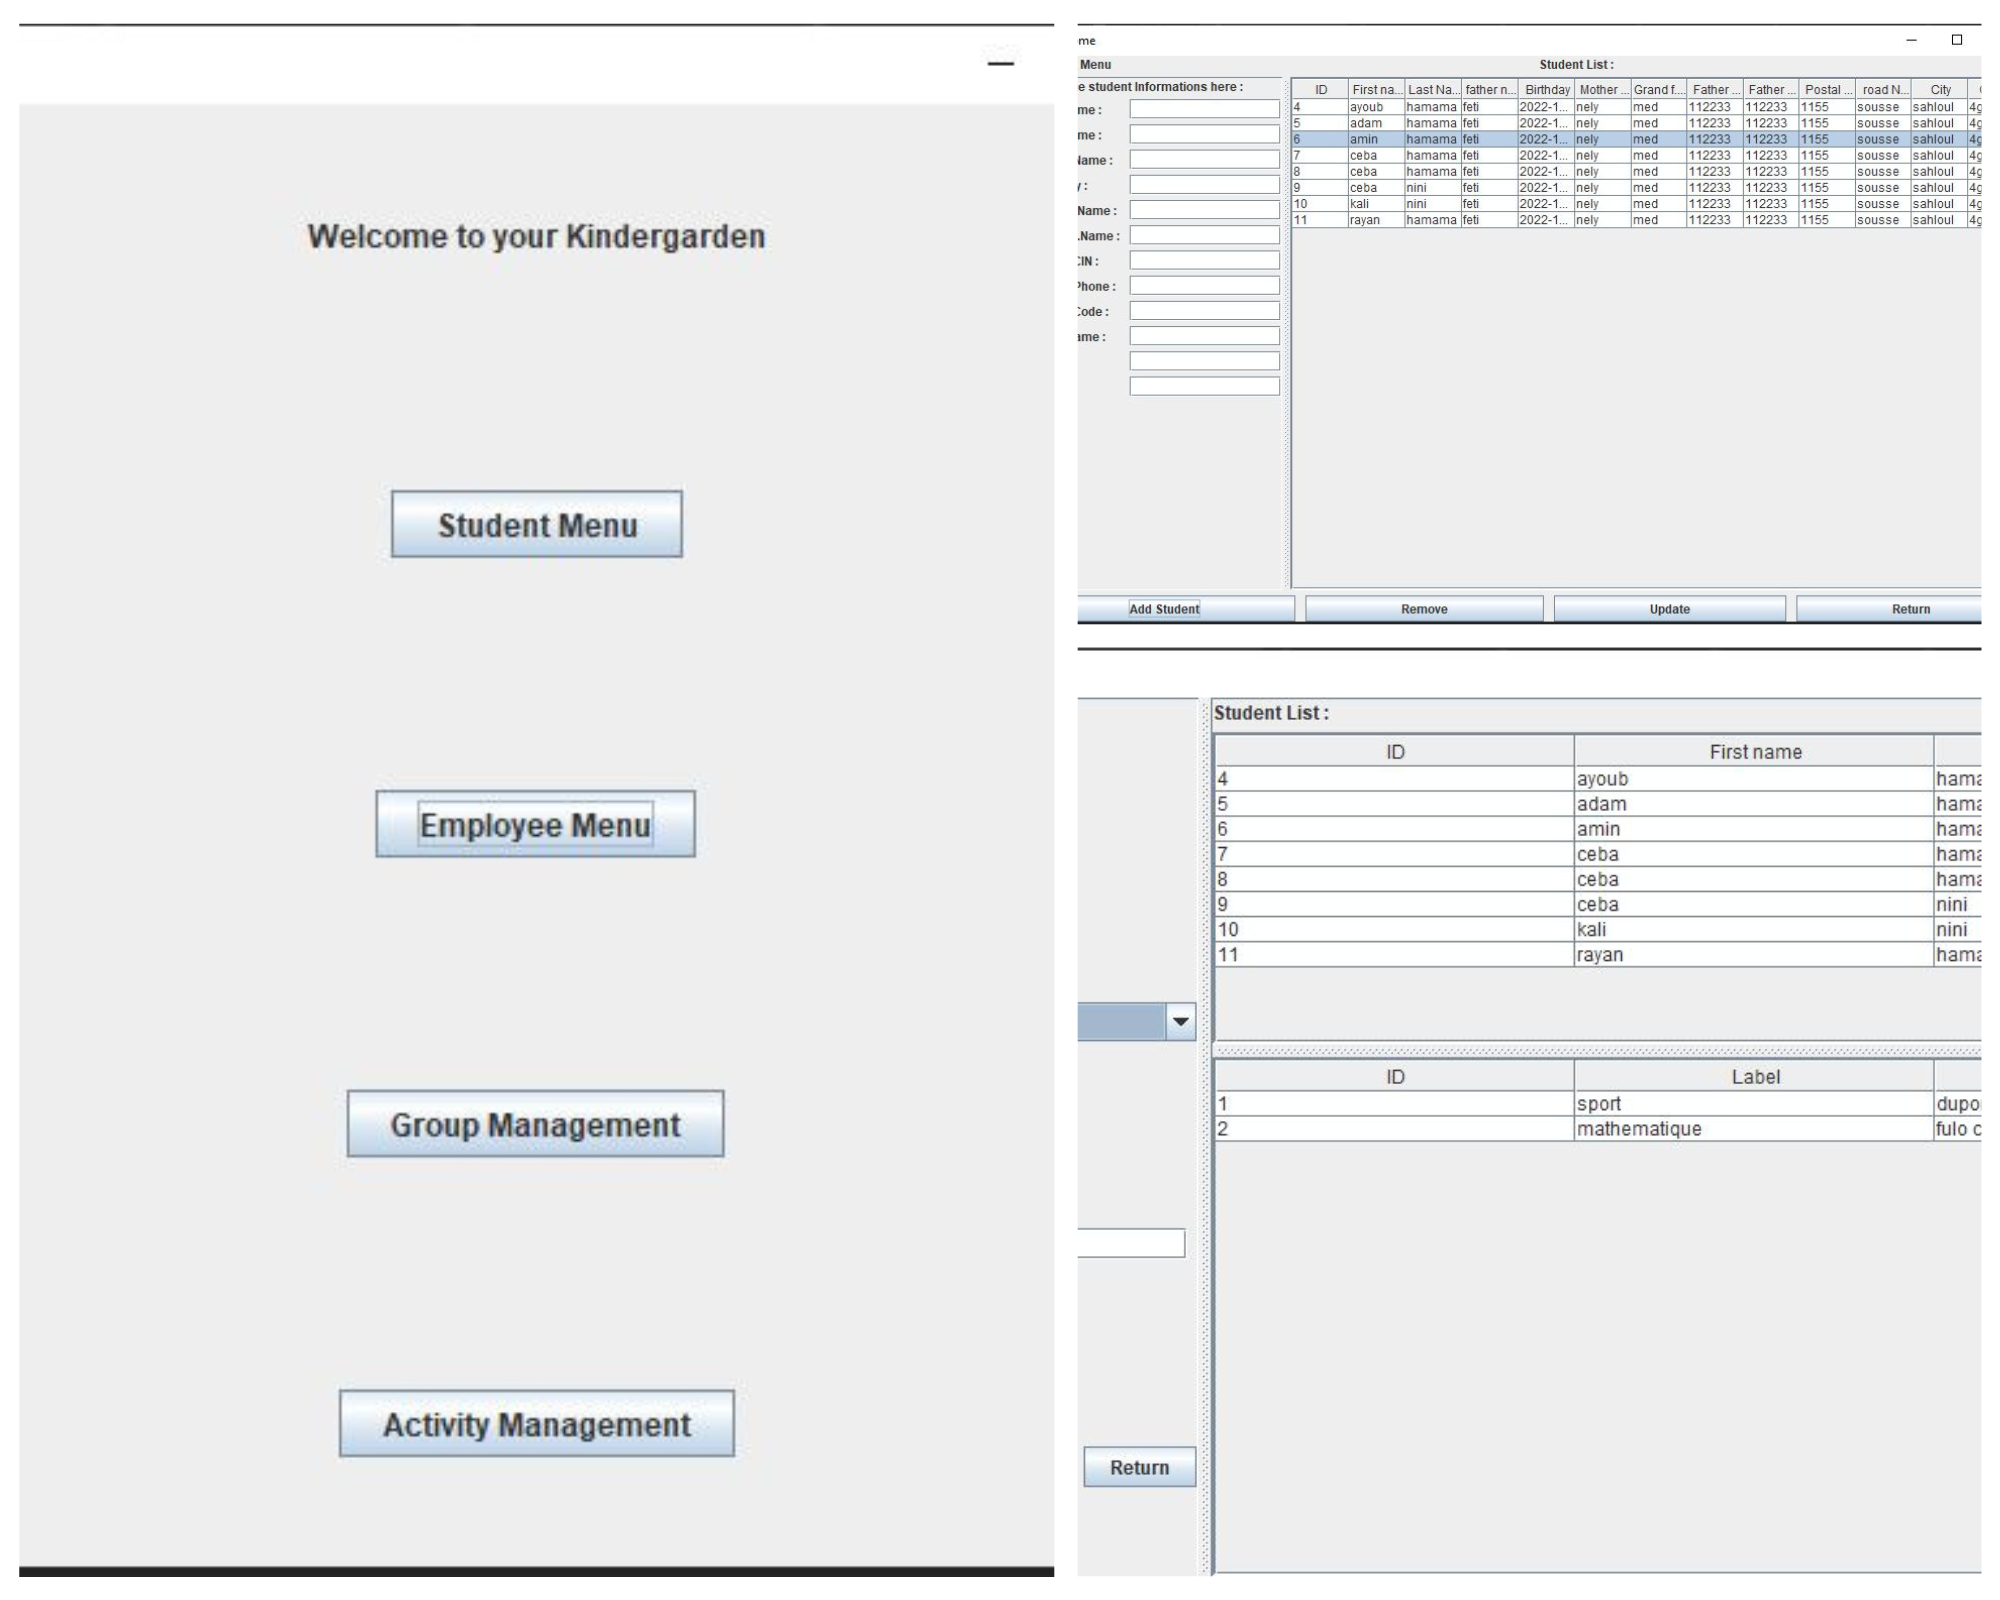 Welcome to your Kindergarden
Student Menu
Employee Menu
Group Management
Activity Management
me
Menu
Student List :
e student Informations here :
me :
me :
Name :
y :
Name :
.Name :
CIN :
Phone :
Code :
ame :
ID First na... Last Na... father n... Birthday Mother ... Grand f... Father ... Father ... Postal ... road N... City
4 ayoub hamama feti 2022-1... nely med 112233 112233 1155 sousse sahloul 4g
5 adam hamama feti 2022-1... nely med 112233 112233 1155 sousse sahloul 4g
6 amin hamama feti 2022-1... nely med 112233 112233 1155 sousse sahloul 4g
7 ceba hamama feti 2022-1... nely med 112233 112233 1155 sousse sahloul 4g
8 ceba hamama feti 2022-1... nely med 112233 112233 1155 sousse sahloul 4g
9 ceba nini feti 2022-1... nely med 112233 112233 1155 sousse sahloul 4g
10 kali nini feti 2022-1... nely med 112233 112233 1155 sousse sahloul 4g
11 rayan hamama feti 2022-1... nely med 112233 112233 1155 sousse sahloul 4g
Add Student Remove Update Return
Student List :
ID First name
4 ayoub hama
5 adam hama
6 amin hama
7 ceba hama
8 ceba hama
9 ceba nini
10 kali nini
11 rayan hama
ID Label
1 sport dupo
2 mathematique fulo c
Return